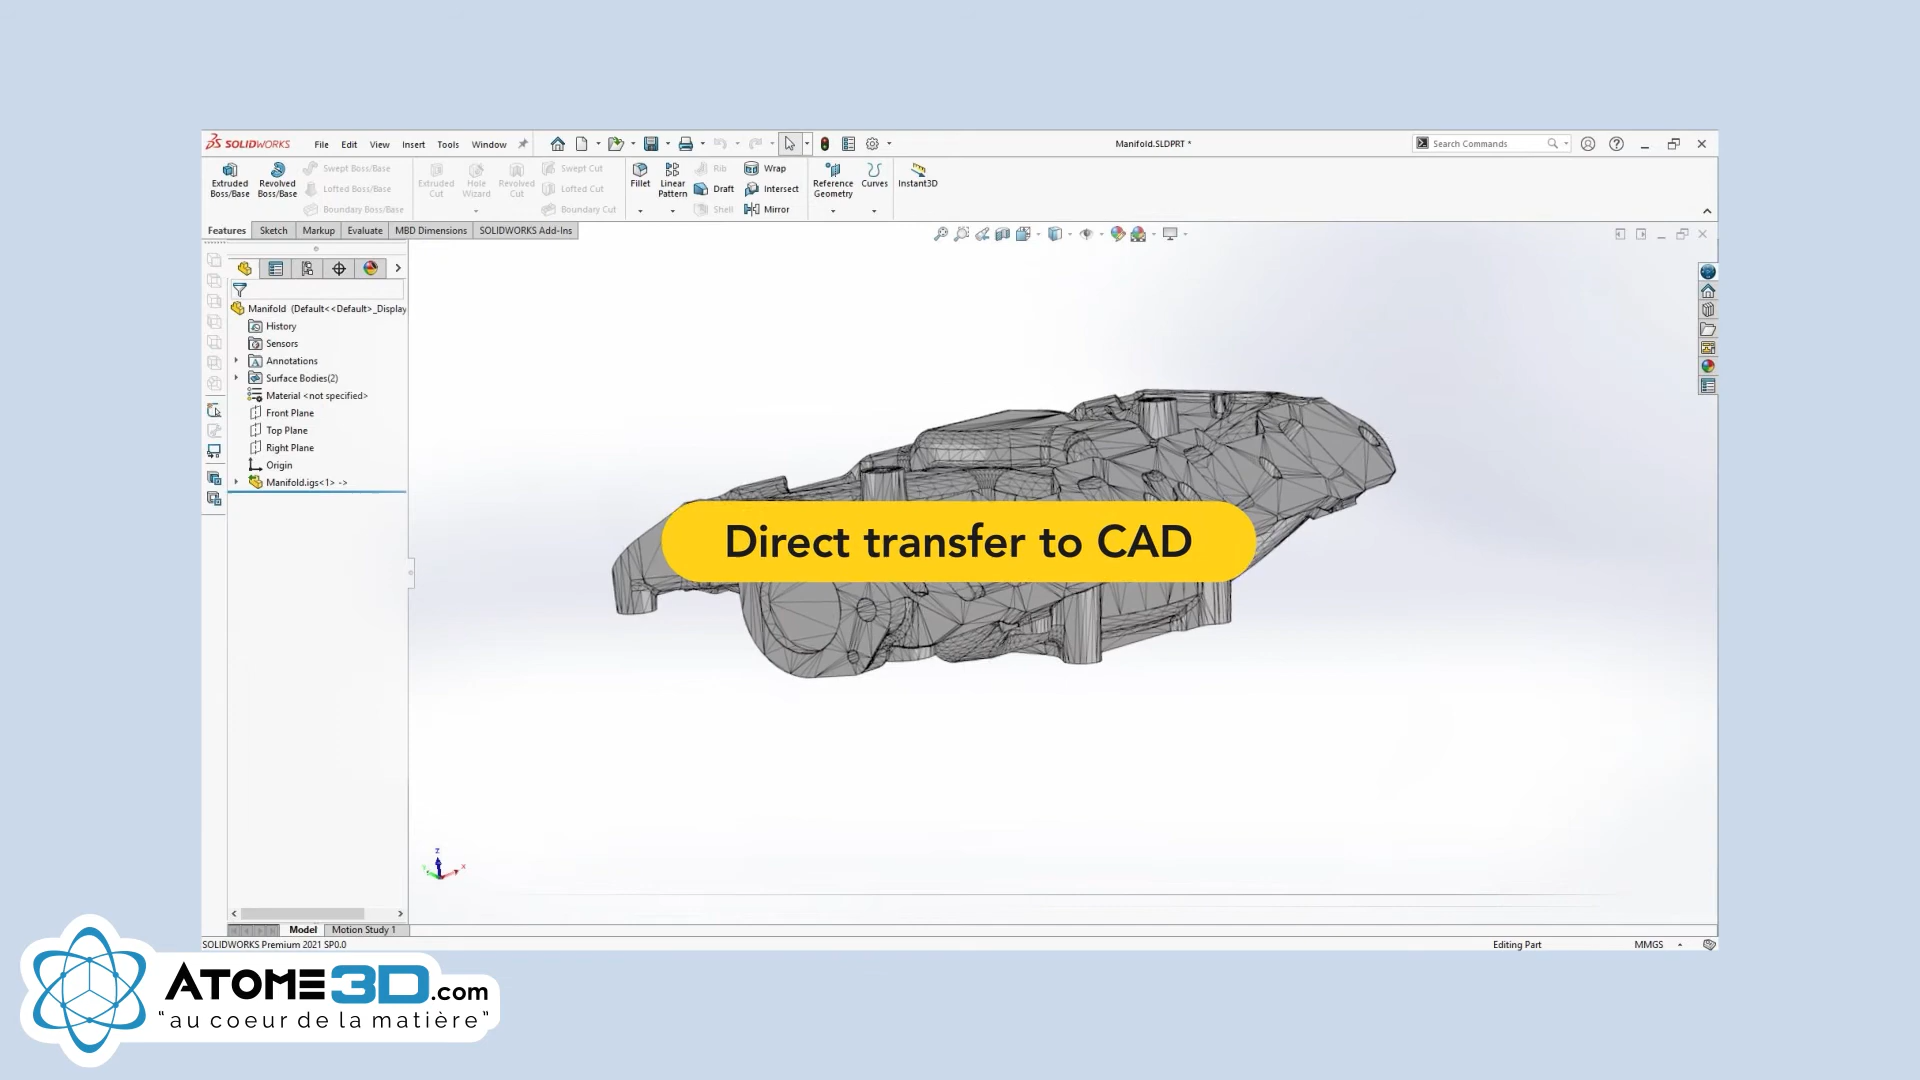 SOLIDWORKS File Edit View Insert Tools Window Manifold.SLDPRT * Search Commands
Extruded Boss/Base Revolved Boss/Base Swept Boss/Base Lofted Boss/Base Boundary Boss/Base
Extruded Cut Hole Wizard Revolved Cut Swept Cut Lofted Cut Boundary Cut
Fillet Linear Pattern Rib Draft Shell Wrap Intersect Mirror
Reference Geometry Curves Instant3D
Features Sketch Markup Evaluate MBD Dimensions SOLIDWORKS Add-Ins
Manifold (Default<<Default>_Display
History
Sensors
Annotations
Surface Bodies(2)
Material <not specified>
Front Plane
Top Plane
Right Plane
Origin
Manifold.igs<1> ->
Direct transfer to CAD
Z
Y X
Model Motion Study 1
SOLIDWORKS Premium 2021 SP0.0 Editing Part MMGS
ATOME3D.com
"au coeur de la matière"